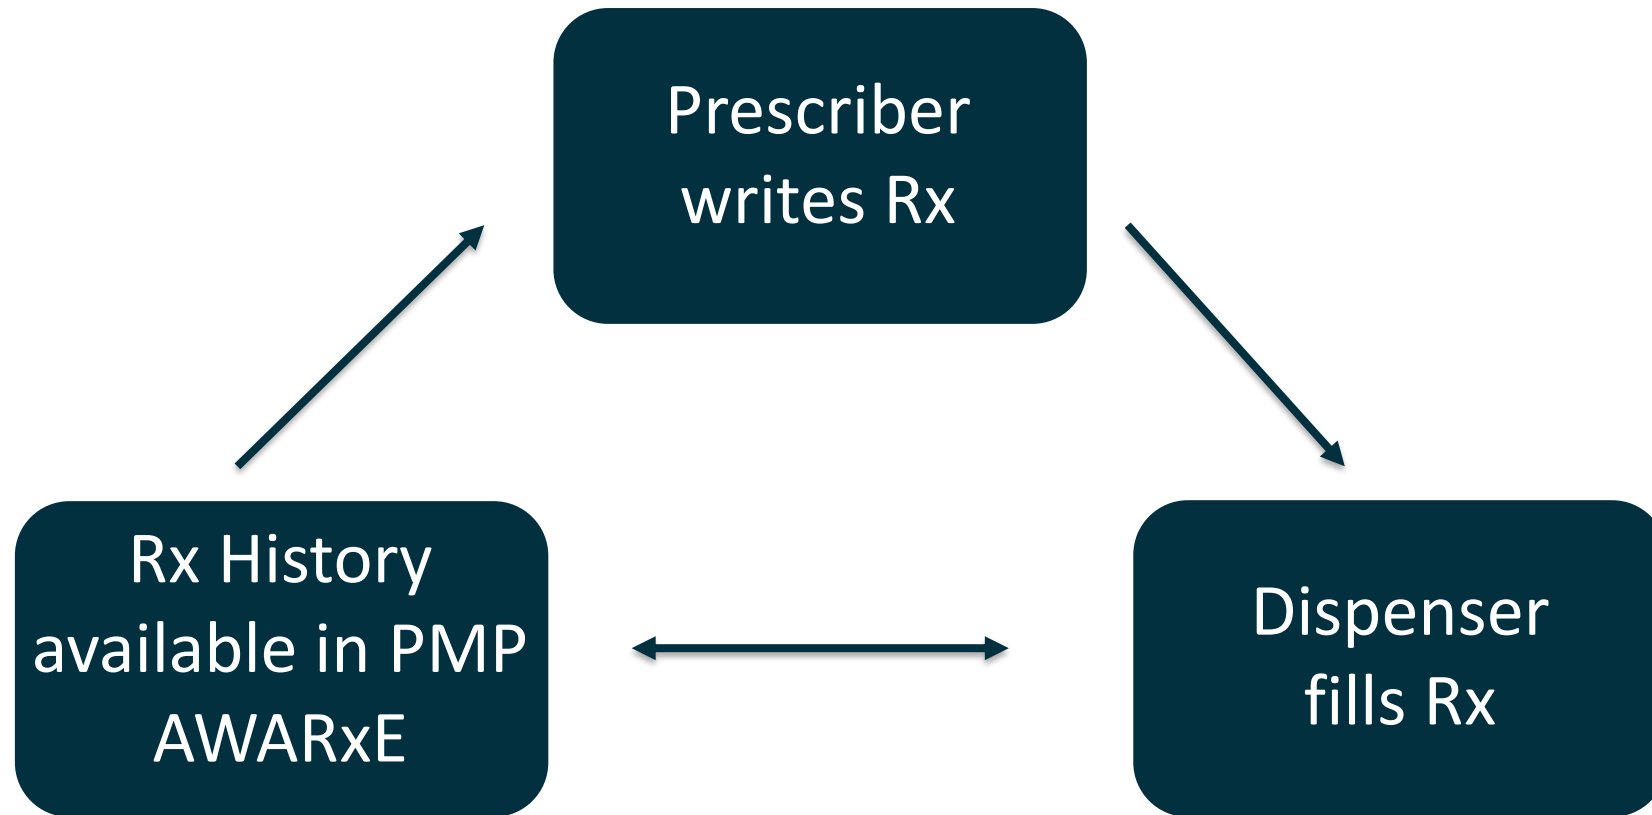 Prescriber
writes Rx
Rx History
available in PMP
AWARxE
Dispenser
fills Rx